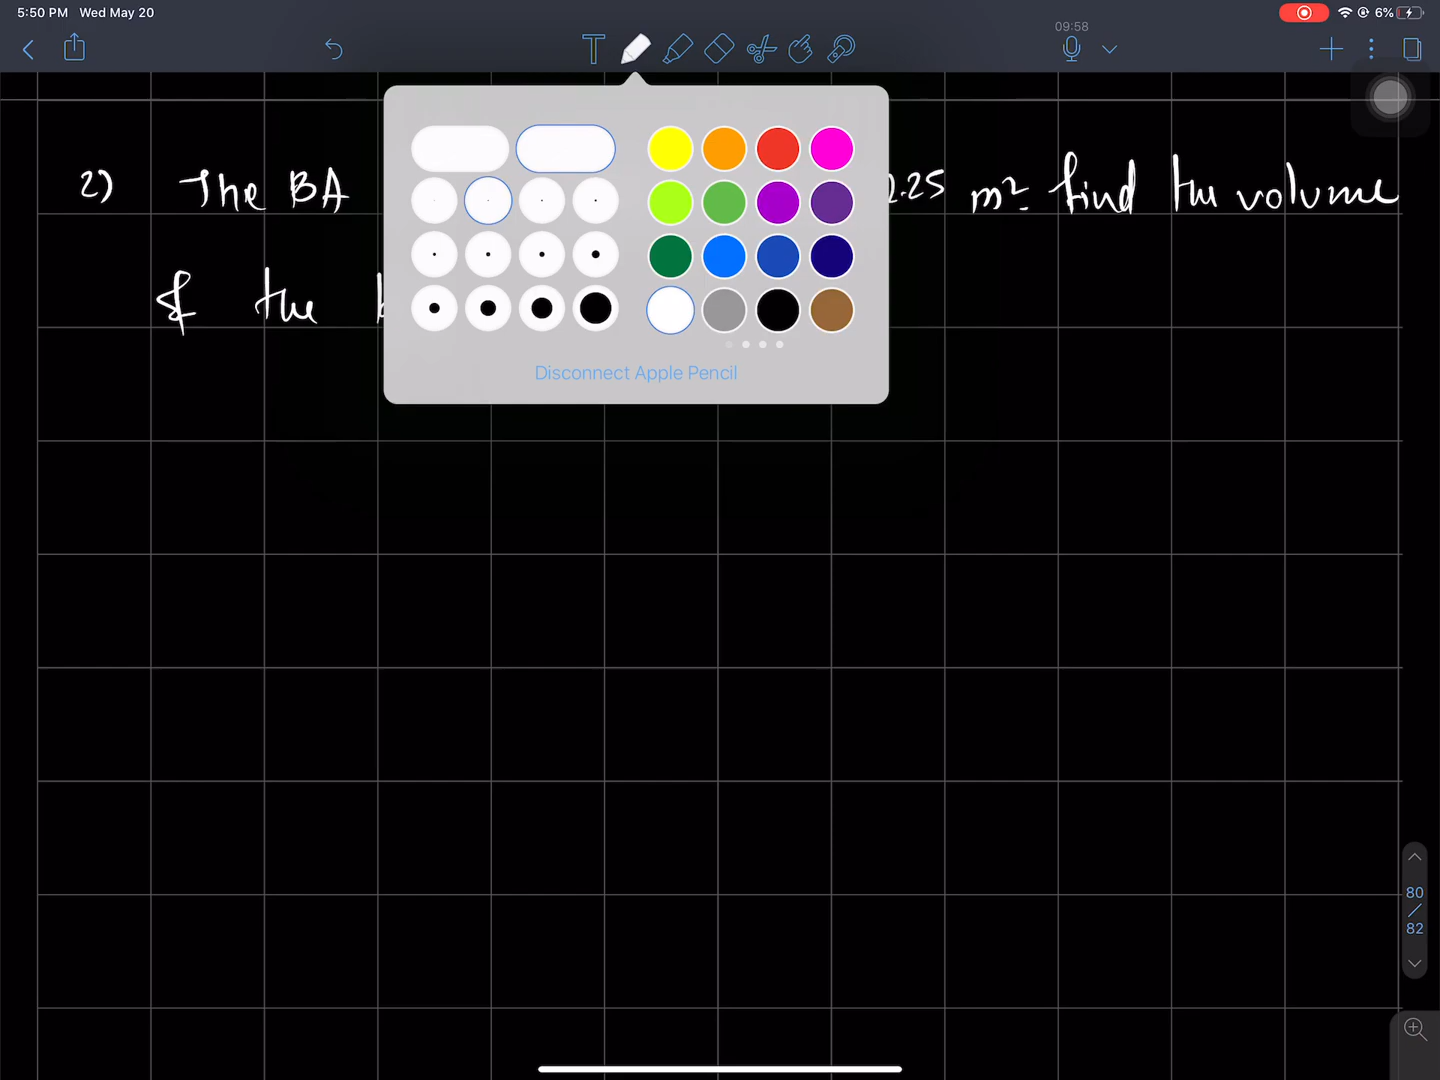 5:50 PM Wed May 20
6%
09:58
2) The BA 2.25 m² find the volume
& the
Disconnect Apple Pencil
80
/
82